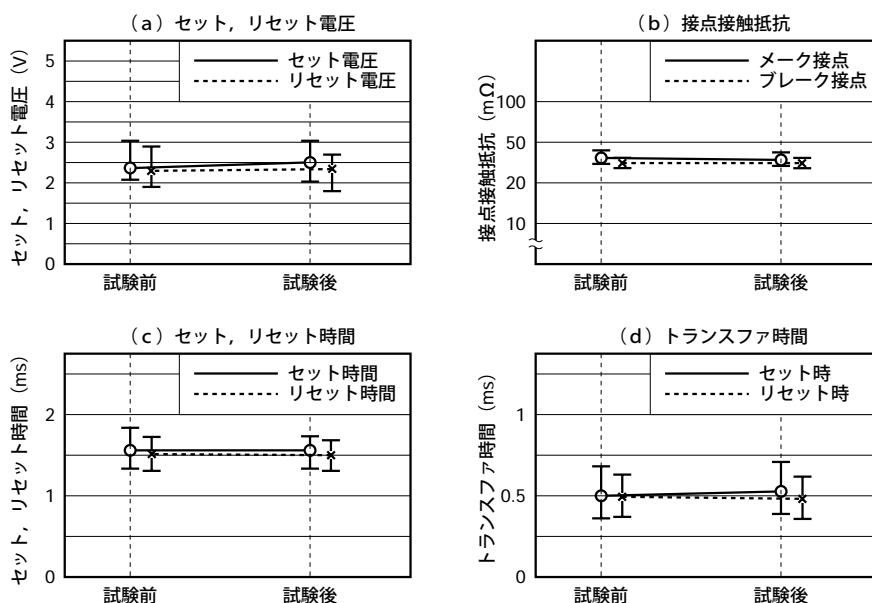 （a）セット，リセット電圧
セット，リセット電圧（V）
5
4
3
2
1
0
セット電圧
リセット電圧
試験前
試験後
（b）接点接触抵抗
接点接触抵抗（mΩ）
100
50
20
10
メーク接点
ブレーク接点
試験前
試験後
（c）セット，リセット時間
セット，リセット時間（ms）
2
1
0
セット時間
リセット時間
試験前
試験後
（d）トランスファ時間
トランスファ時間（ms）
1
0.5
0
セット時
リセット時
試験前
試験後